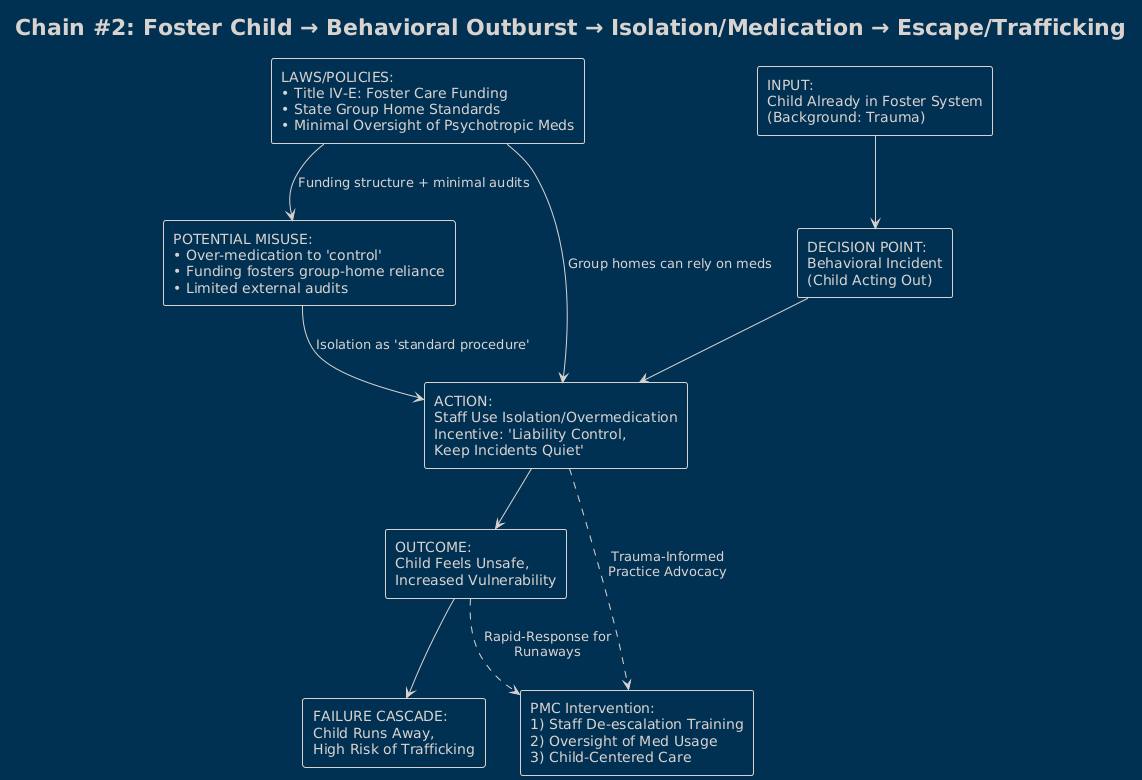 Chain #2: Foster Child → Behavioral Outburst → Isolation/Medication → Escape/Trafficking
LAWS/POLICIES:
• Title IV-E: Foster Care Funding
• State Group Home Standards
• Minimal Oversight of Psychotropic Meds
INPUT:
Child Already in Foster System
(Background: Trauma)
Funding structure + minimal audits
POTENTIAL MISUSE:
• Over-medication to 'control'
• Funding fosters group-home reliance
• Limited external audits
Group homes can rely on meds
DECISION POINT:
Behavioral Incident
(Child Acting Out)
Isolation as 'standard procedure'
ACTION:
Staff Use Isolation/Overmedication
Incentive: 'Liability Control,
Keep Incidents Quiet'
OUTCOME:
Child Feels Unsafe,
Increased Vulnerability
Trauma-Informed
Practice Advocacy
Rapid-Response for
Runaways
FAILURE CASCADE:
Child Runs Away,
High Risk of Trafficking
PMC Intervention:
1) Staff De-escalation Training
2) Oversight of Med Usage
3) Child-Centered Care